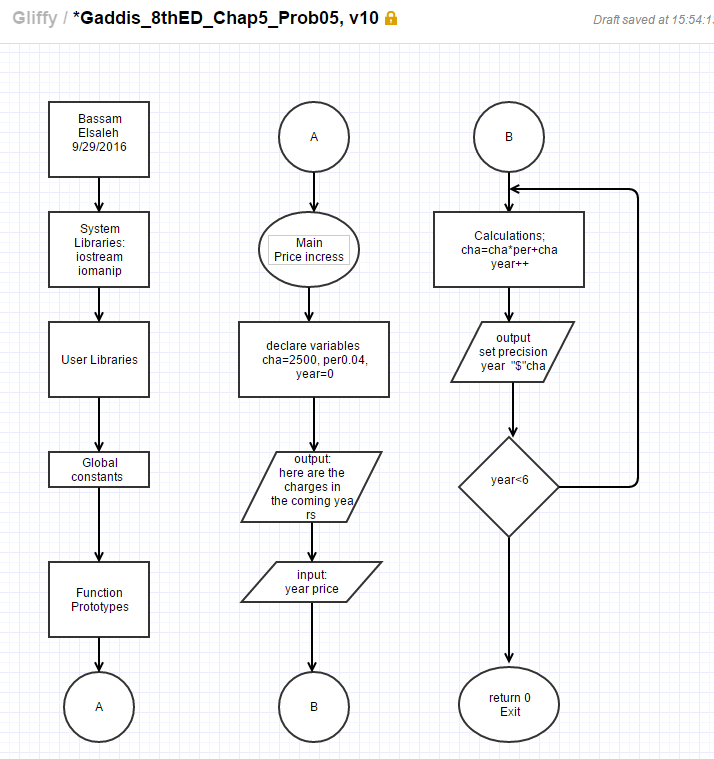 Gliffy / *Gaddis_8thED_Chap5_Prob05, v10
Draft saved at 15:54:1
Bassam
Elsaleh
9/29/2016
System
Libraries:
iostream
iomanip
User Libraries
Global
constants
Function
Prototypes
A
A
Main
Price incress
declare variables
cha=2500, per0.04,
year=0
output:
here are the
charges in
the coming yea
rs
input:
year price
B
B
Calculations;
cha=cha*per+cha
year++
output
set precision
year "$"cha
year<6
return 0
Exit